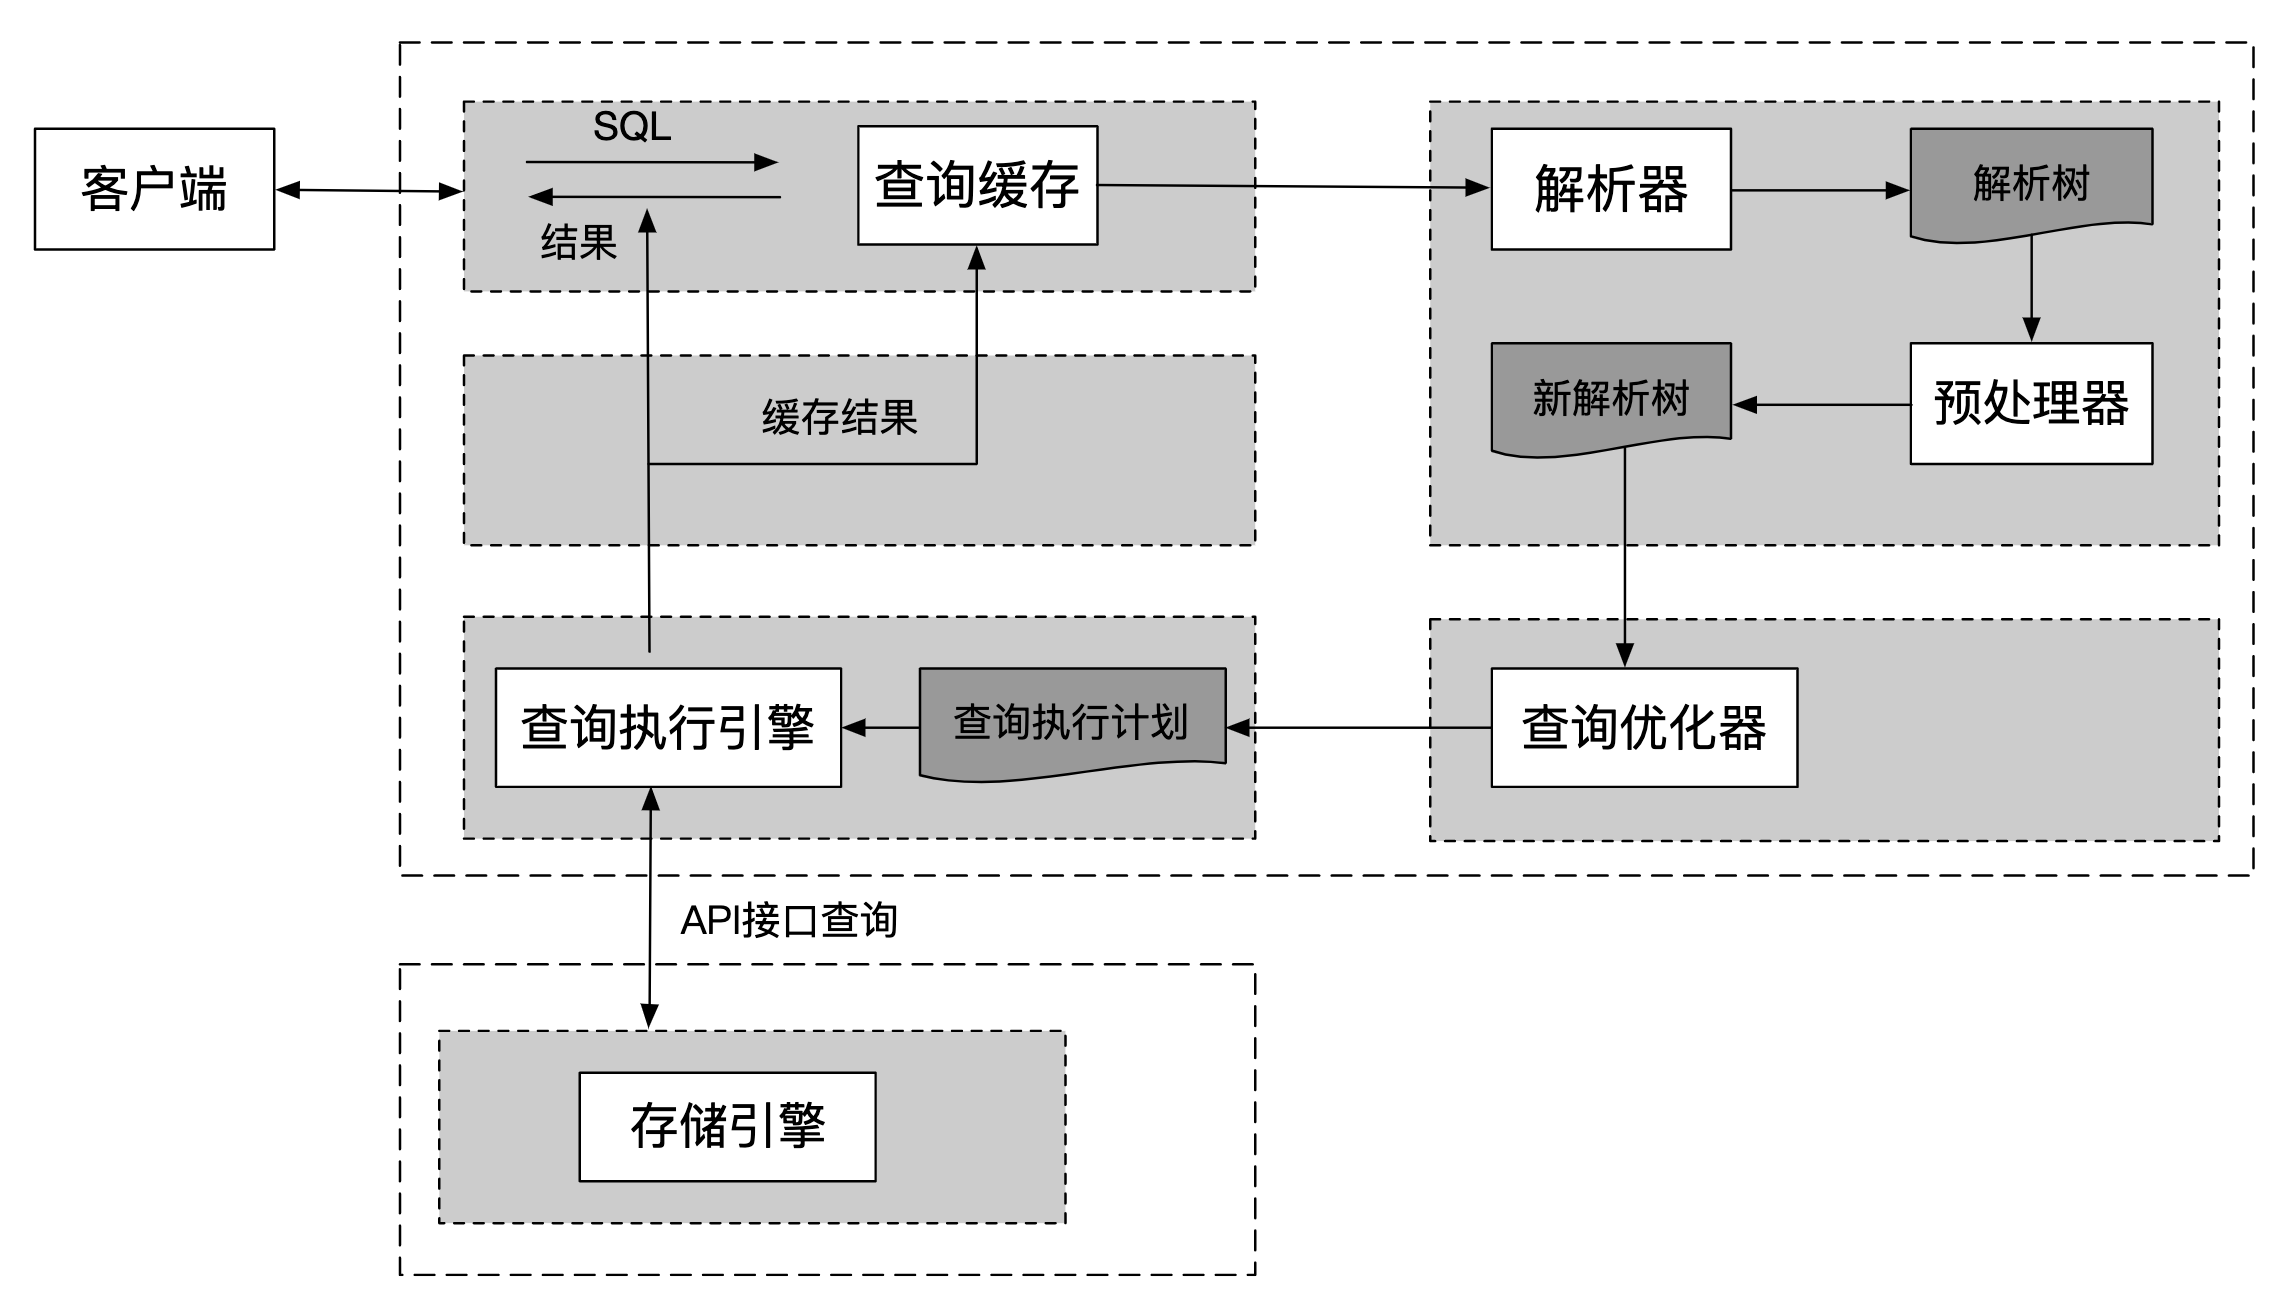 SQL
客户端
查询缓存
解析器
解析树
结果
缓存结果
新解析树
预处理器
查询执行引擎
查询执行计划
查询优化器
API接口查询
存储引擎